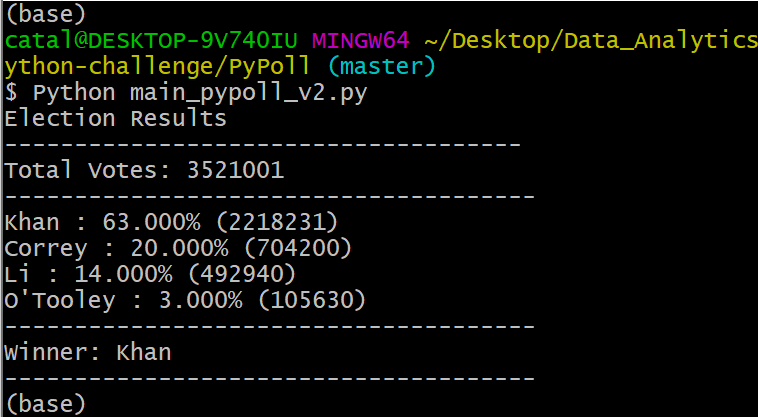 (base)
catal@DESKTOP-9V74OIU MINGW64 ~/Desktop/Data_Analytics
ython-challenge/PyPoll (master)
$ Python main_pypoll_v2.py
Election Results
-------------------------------------
Total Votes: 3521001
--------------------------------------
Khan : 63.000% (2218231)
Correy : 20.000% (704200)
Li : 14.000% (492940)
O'Tooley : 3.000% (105630)
--------------------------------------
Winner: Khan
--------------------------------------
(base)